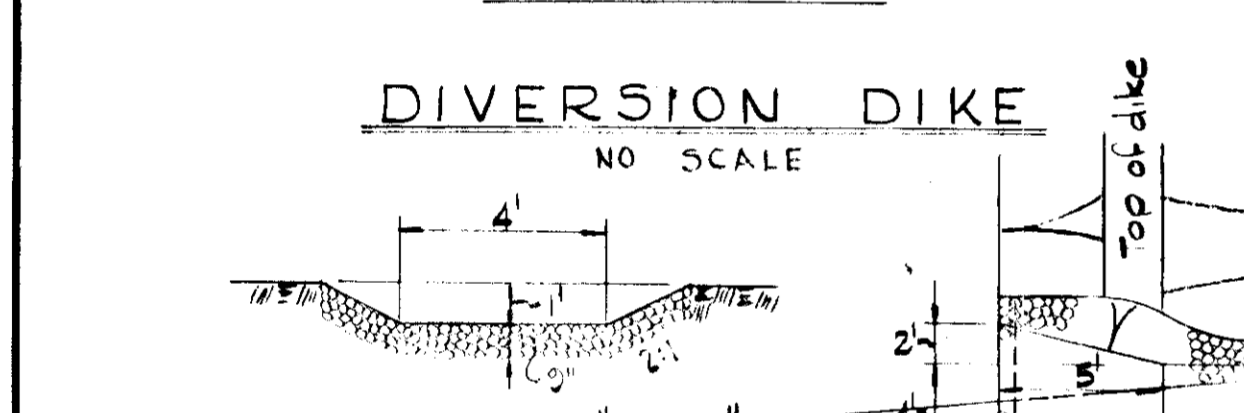 DIVERSION DIKE
NO SCALE
Top of dike
4'
1'
9"
2:1
2'
5'